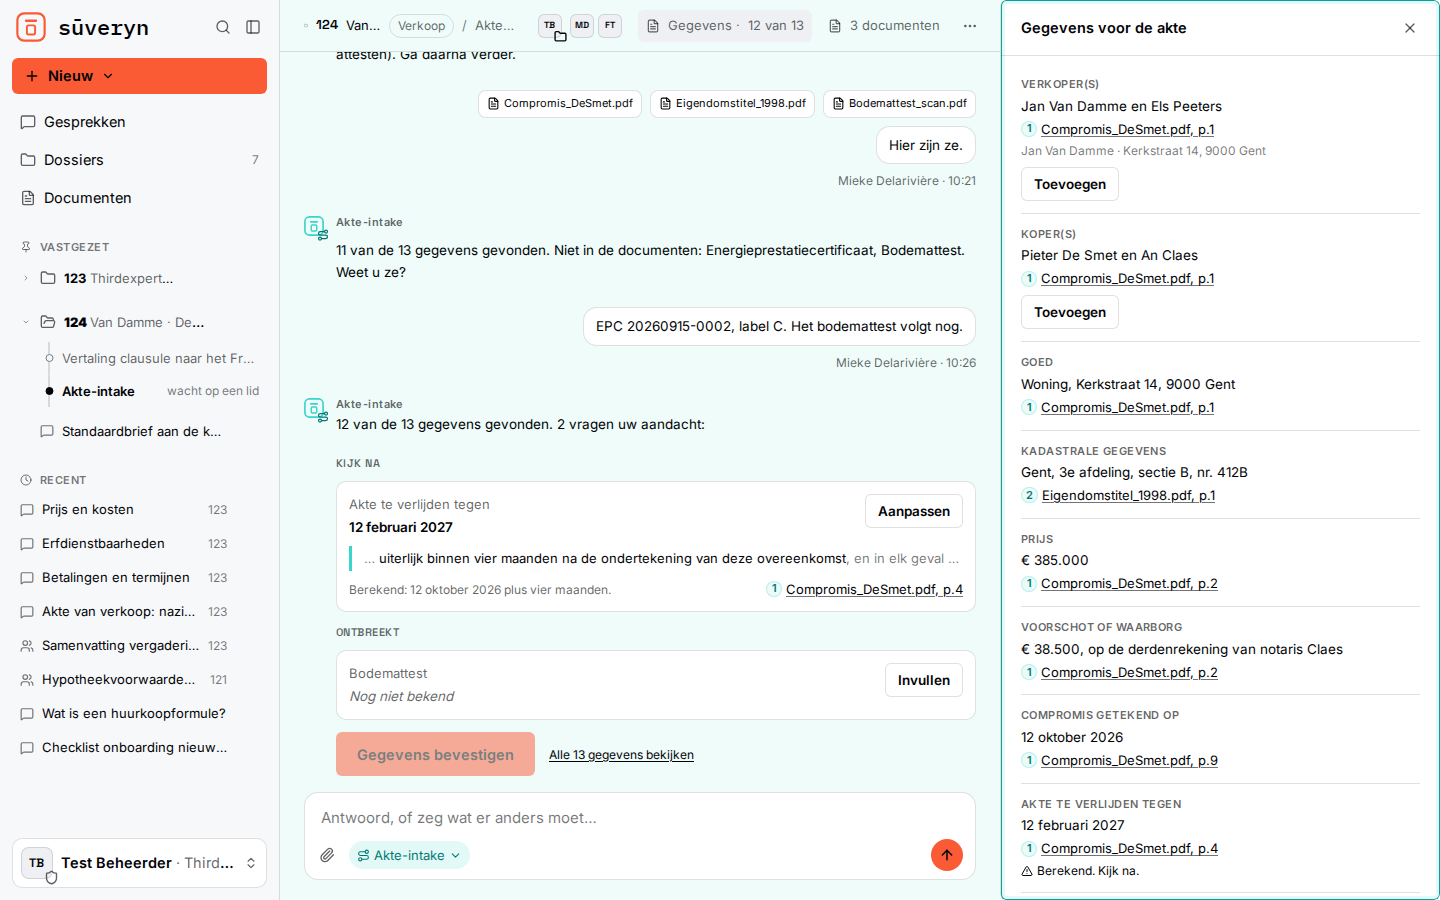 sūveryn
Nieuw
Gesprekken
Dossiers 7
Documenten
VASTGEZET
123 Thirdexpert...
124 Van Damme · De...
Vertaling clausule naar het Fr...
Akte-intake wacht op een lid
Standaardbrief aan de k...
RECENT
Prijs en kosten 123
Erfdienstbaarheden 123
Betalingen en termijnen 123
Akte van verkoop: nazi... 123
Samenvatting vergaderi... 123
Hypotheekvoorwaarde... 121
Wat is een huurkoopformule?
Checklist onboarding nieuw...
TB Test Beheerder · Third...
124 Van... Verkoop / Akte... TB MD FT Gegevens · 12 van 13 3 documenten
attesten). Ga daarna verder.
Compromis_DeSmet.pdf Eigendomstitel_1998.pdf Bodemattest_scan.pdf
Hier zijn ze.
Mieke Delarivière · 10:21
Akte-intake
11 van de 13 gegevens gevonden. Niet in de documenten: Energieprestatiecertificaat, Bodemattest.
Weet u ze?
EPC 20260915-0002, label C. Het bodemattest volgt nog.
Mieke Delarivière · 10:26
Akte-intake
12 van de 13 gegevens gevonden. 2 vragen uw aandacht:
KIJK NA
Akte te verlijden tegen
12 februari 2027
Aanpassen
... uiterlijk binnen vier maanden na de ondertekening van deze overeenkomst, en in elk geval ...
Berekend: 12 oktober 2026 plus vier maanden. 1 Compromis_DeSmet.pdf, p.4
ONTBREEKT
Bodemattest
Nog niet bekend
Invullen
Gegevens bevestigen Alle 13 gegevens bekijken
Antwoord, of zeg wat er anders moet...
Akte-intake
Gegevens voor de akte
VERKOPER(S)
Jan Van Damme en Els Peeters
1 Compromis_DeSmet.pdf, p.1
Jan Van Damme · Kerkstraat 14, 9000 Gent
Toevoegen
KOPER(S)
Pieter De Smet en An Claes
1 Compromis_DeSmet.pdf, p.1
Toevoegen
GOED
Woning, Kerkstraat 14, 9000 Gent
1 Compromis_DeSmet.pdf, p.1
KADASTRALE GEGEVENS
Gent, 3e afdeling, sectie B, nr. 412B
2 Eigendomstitel_1998.pdf, p.1
PRIJS
€ 385.000
1 Compromis_DeSmet.pdf, p.2
VOORSCHOT OF WAARBORG
€ 38.500, op de derdenrekening van notaris Claes
1 Compromis_DeSmet.pdf, p.2
COMPROMIS GETEKEND OP
12 oktober 2026
1 Compromis_DeSmet.pdf, p.9
AKTE TE VERLIJDEN TEGEN
12 februari 2027
1 Compromis_DeSmet.pdf, p.4
Berekend. Kijk na.